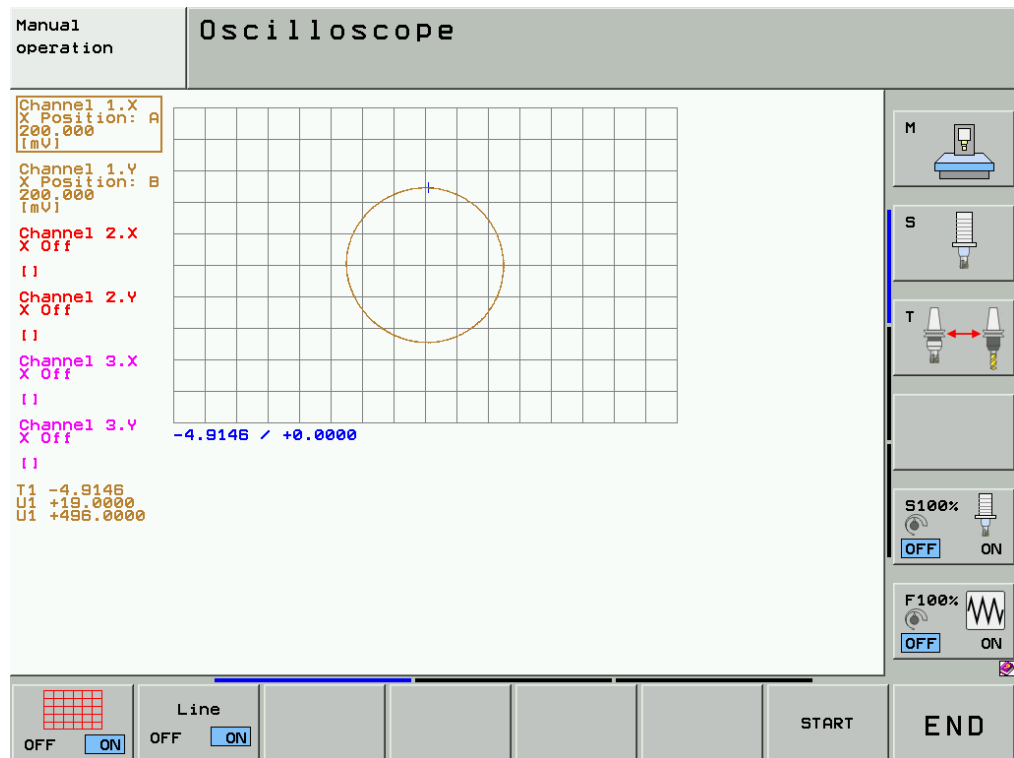 Manual
operation
Oscilloscope
Channel 1.X
X Position: A
200.000
[mV]
Channel 1.Y
X Position: B
200.000
[mV]
Channel 2.X
X Off
[]
Channel 2.Y
X Off
[]
Channel 3.X
X Off
[]
Channel 3.Y
X Off
[]
T1 -4.9146
U1 +19.0000
U1 +496.0000
-4.9146 / +0.0000
M
S
T
S100%
OFF ON
F100%
OFF ON
OFF ON
Line
OFF ON
START
END